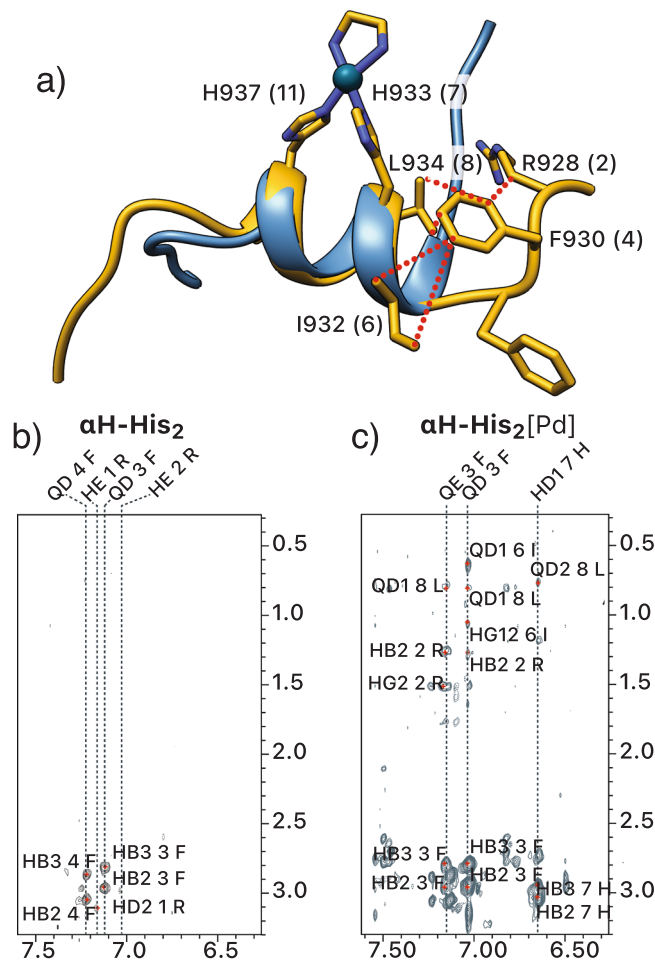 a)
H937 (11)
H933 (7)
L934 (8)
R928 (2)
F930 (4)
I932 (6)
b)
αH-His2
QD 4 F
HE 1 R
QD 3 F
HE 2 R
0.5
1.0
1.5
2.0
2.5
3.0
HB3 4 F
HB3 3 F
HB2 3 F
HB2 4 F
HD2 1 R
7.5
7.0
6.5
c)
αH-His2[Pd]
QE 3 F
QD 3 F
HD1 7 H
QD1 6 I
QD2 8 L
QD1 8 L
QD1 8 L
HG12 6 I
HB2 2 R
HB2 2 R
HG2 2 R
HB3 3 F
HB3 3 F
HB2 3 F
HB2 3 F
HB3 7 H
HB2 7 H
0.5
1.0
1.5
2.0
2.5
3.0
7.50
7.00
6.50